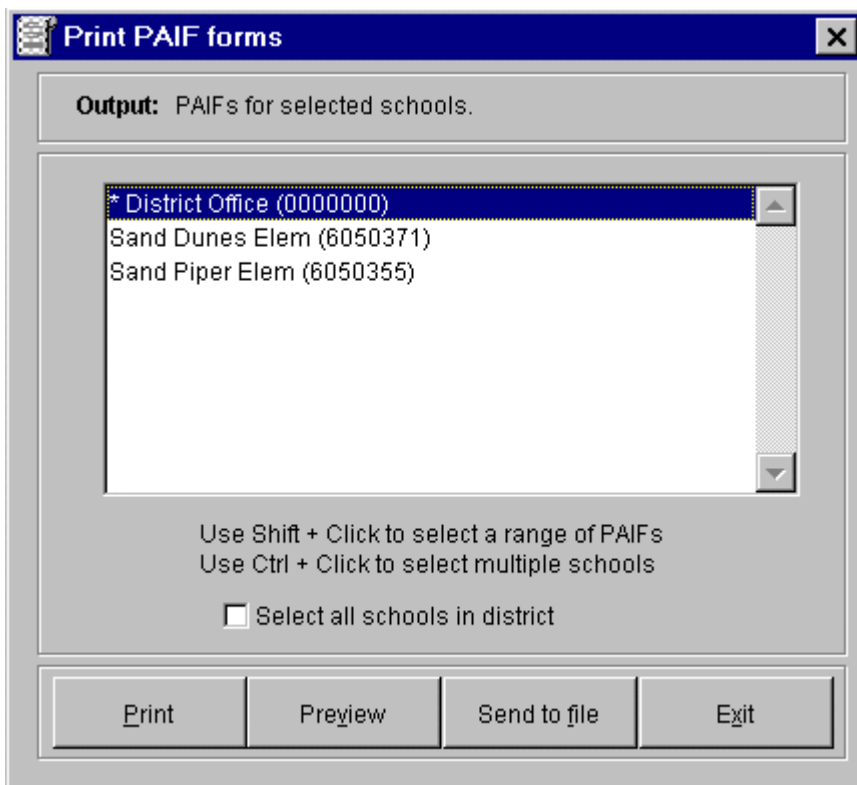 Print PAIF forms
Output: PAIFs for selected schools.
* District Office (0000000)
Sand Dunes Elem (6050371)
Sand Piper Elem (6050355)
Use Shift + Click to select a range of PAIFs
Use Ctrl + Click to select multiple schools
Select all schools in district
Print Preview Send to file Exit